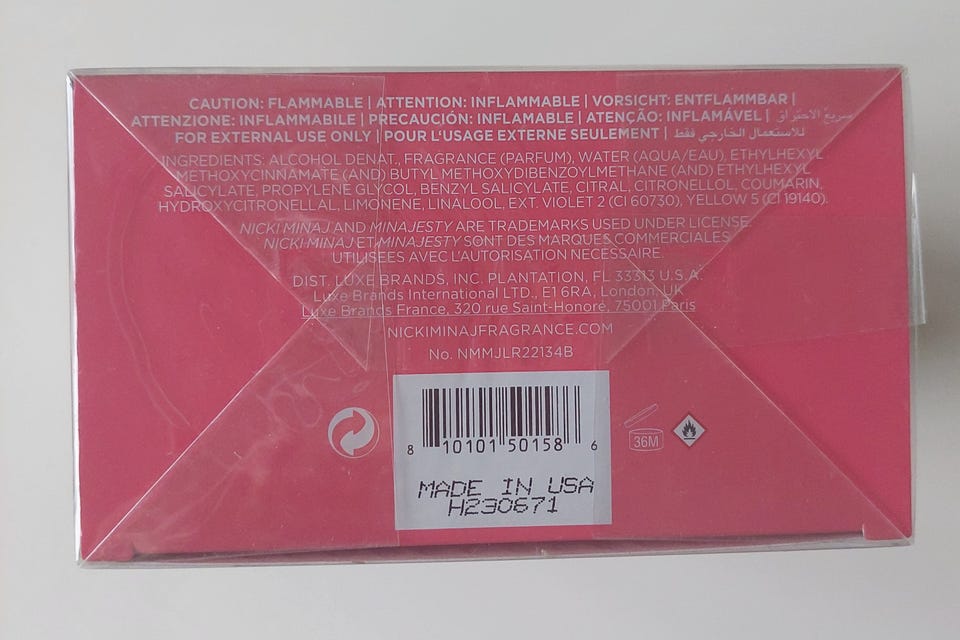 CAUTION: FLAMMABLE | ATTENTION: INFLAMMABLE | VORSICHT: ENTFLAMMBAR |
ATTENZIONE: INFIAMMABILE | PRECAUCIÓN: INFLAMABLE | ATENÇÃO: INFLAMÁVEL | سريع الاحتراق
FOR EXTERNAL USE ONLY | POUR L'USAGE EXTERNE SEULEMENT | للاستعمال الخارجي فقط
INGREDIENTS: ALCOHOL DENAT., FRAGRANCE (PARFUM), WATER (AQUA/EAU), ETHYLHEXYL
METHOXYCINNAMATE (AND) BUTYL METHOXYDIBENZOYLMETHANE (AND) ETHYLHEXYL
SALICYLATE, PROPYLENE GLYCOL, BENZYL SALICYLATE, CITRAL, CITRONELLOL, COUMARIN,
HYDROXYCITRONELLAL, LIMONENE, LINALOOL, EXT. VIOLET 2 (CI 60730), YELLOW 5 (CI 19140).
NICKI MINAJ AND MINAJESTY ARE TRADEMARKS USED UNDER LICENSE.
NICKI MINAJ ET MINAJESTY SONT DES MARQUES COMMERCIALES
UTILISEES AVEC L'AUTORISATION NECESSAIRE.
DIST. LUXE BRANDS, INC. PLANTATION, FL 33313 U.S.A.
Luxe Brands International LTD., E1 6RA, London, UK
Luxe Brands France, 320 rue Saint-Honoré, 75001 Paris
NICKIMINAJFRAGRANCE.COM
No. NMMJLR22134B
8 10101 50158 6
36M
MADE IN USA
H230671